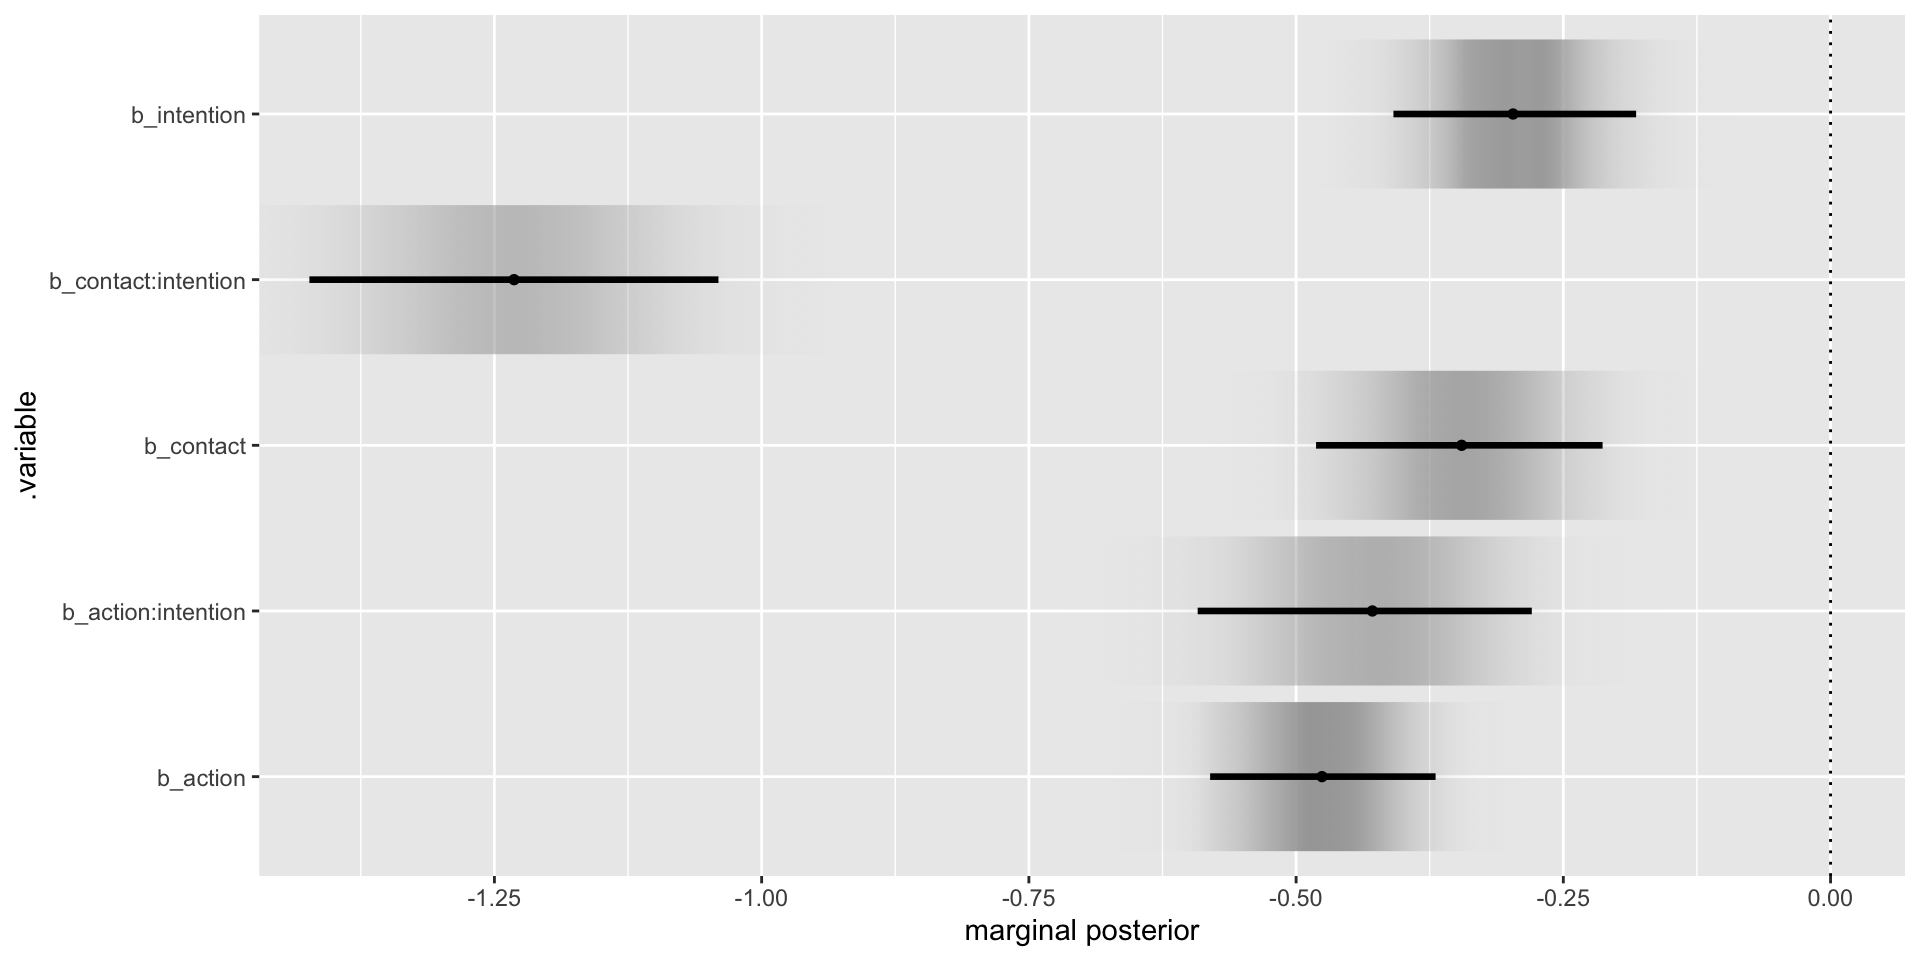 b_intention
b_contact:intention
b_contact
b_action:intention
b_action
.variable
-1.25 -1.00 -0.75 -0.50 -0.25 0.00
marginal posterior